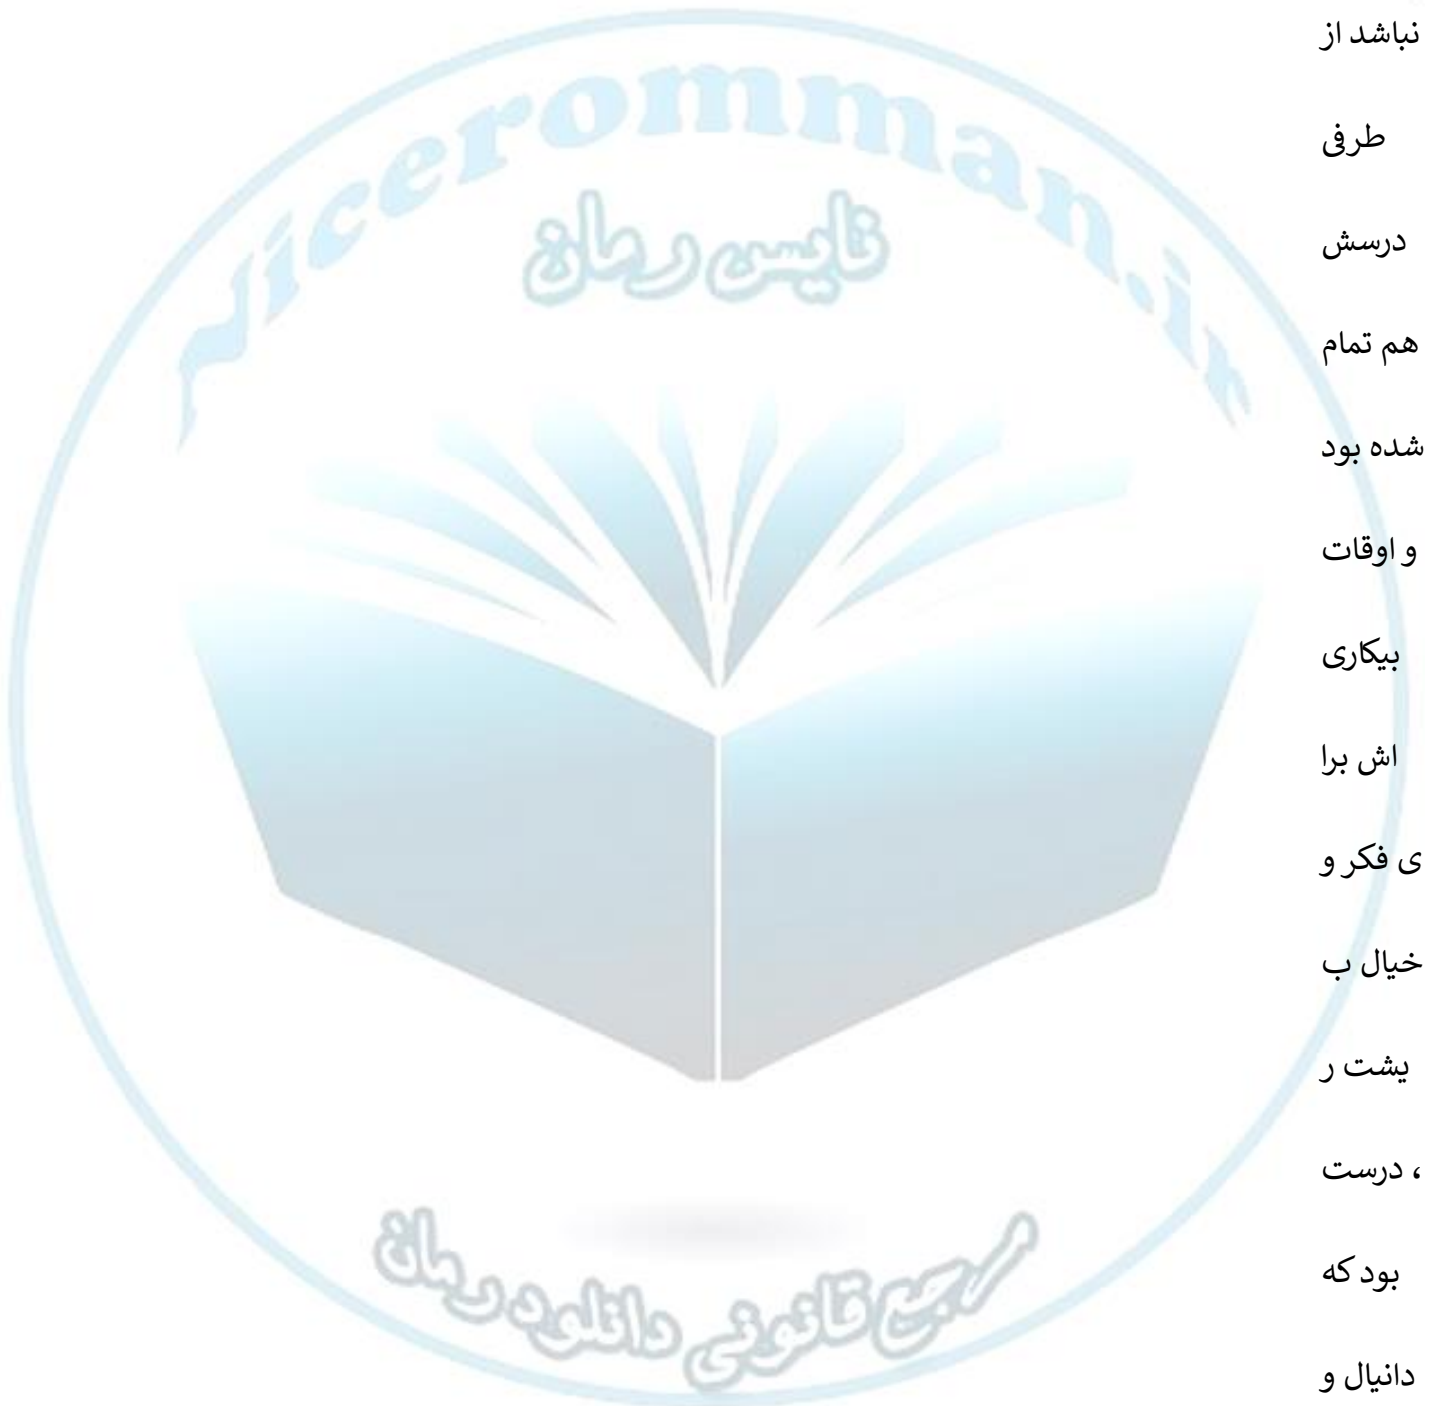 نباشد از
طرفی
درسش
هم تمام
شده بود
و اوقات
بیکاری
اش برا
ی فکر و
خیال ب
یشت ر
، درست
بود که
دانیال و
niceromman.ir
نایس رمان
مرجع قانونی دانلود رمان